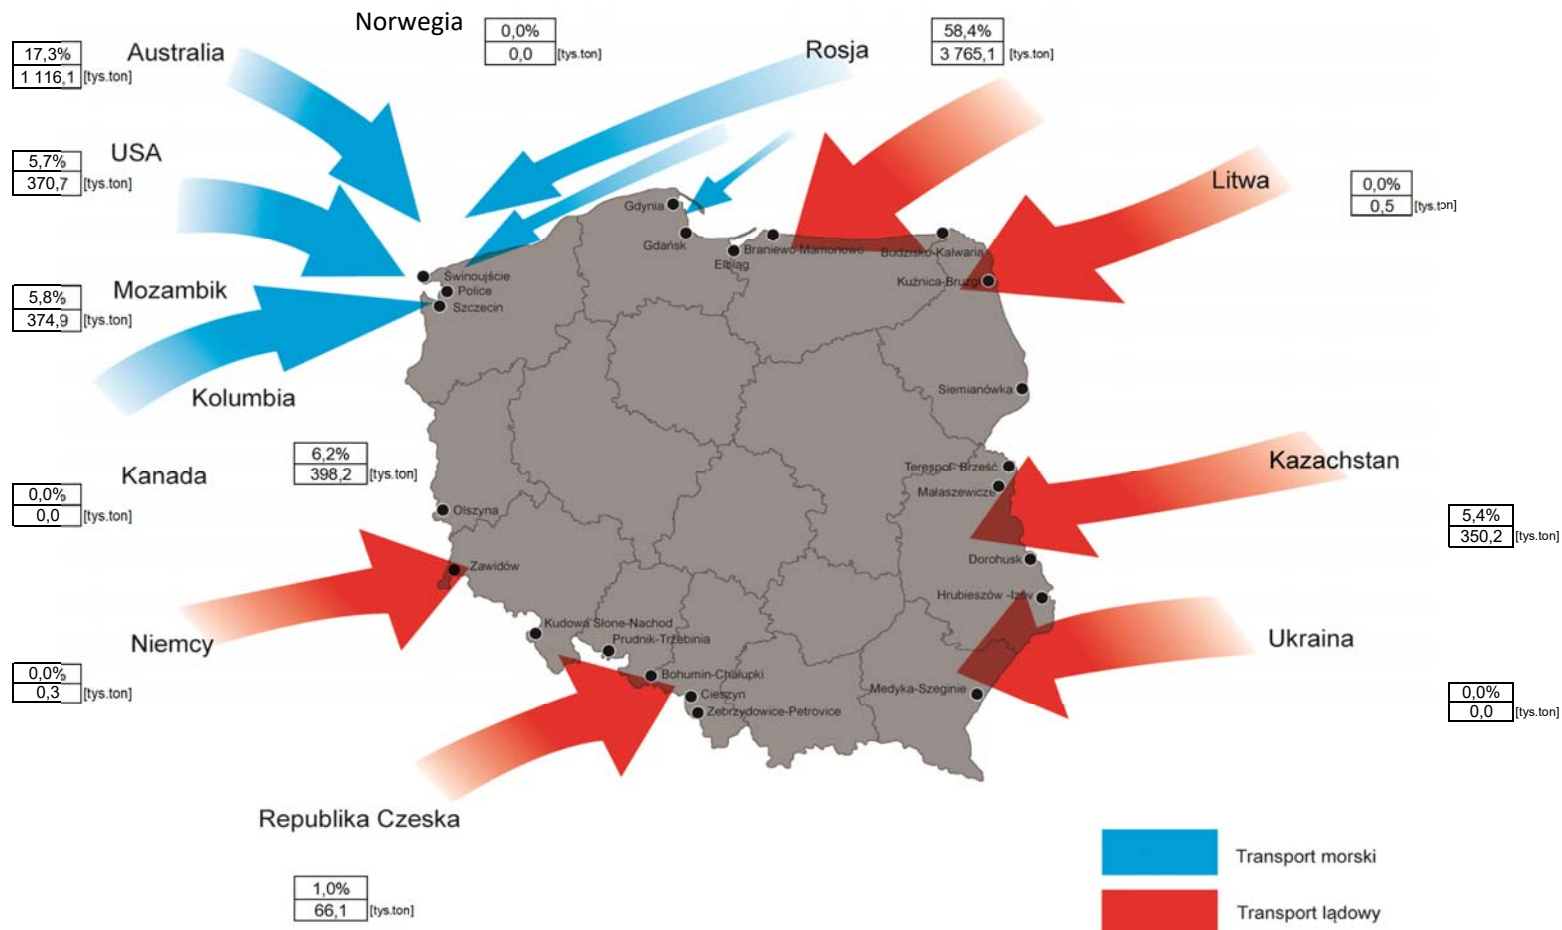 Norwegia
0,0%
0,0 [tys.ton]
Rosja
58,4%
3 765,1 [tys.ton]
17,3%
1 116,1 [tys.ton]
Australia
USA
5,7%
370,7 [tys.ton]
Litwa
0,0%
0,5 [tys.ton]
Mozambik
5,8%
374,9 [tys.ton]
Kolumbia
6,2%
398,2 [tys.ton]
Kanada
0,0%
0,0 [tys.ton]
Kazachstan
5,4%
350,2 [tys.ton]
Niemcy
0,0%
0,3 [tys.ton]
Ukraina
0,0%
0,0 [tys.ton]
Republika Czeska
1,0%
66,1 [tys.ton]
Gdynia
Gdańsk
Elbląg
Braniewo-Mamonowo
Budzisko-Kalwaria
Kuźnica-Bruzgi
Świnoujście
Police
Szczecin
Siemianówka
Terespol- Brześć
Małaszewicze
Olszyna
Zawidów
Dorohusk
Hrubieszów -Izów
Kudowa Słone-Nachod
Prudnik-Trzebinia
Bohumin-Chałupki
Cieszyn
Zebrzydowice-Petrovice
Medyka-Szeginie
Transport morski
Transport lądowy